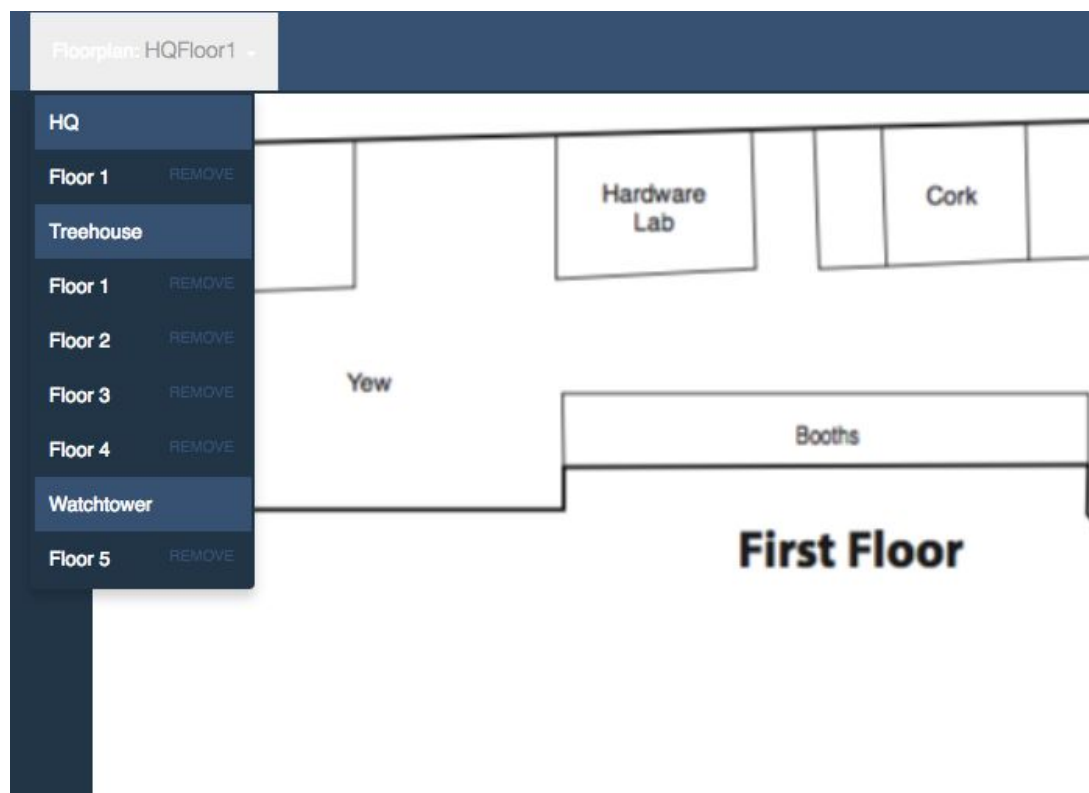 Floorplan: HQFloor1
HQ
Floor 1 REMOVE
Treehouse
Floor 1 REMOVE
Floor 2 REMOVE
Floor 3 REMOVE
Floor 4 REMOVE
Watchtower
Floor 5 REMOVE
Hardware
Lab
Cork
Yew
Booths
First Floor